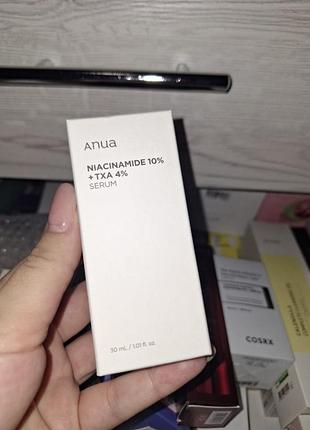 Anua
NIACINAMIDE 10%
+ TXA 4%
SERUM
30 mL / 1.01 fl. oz.
COSRX